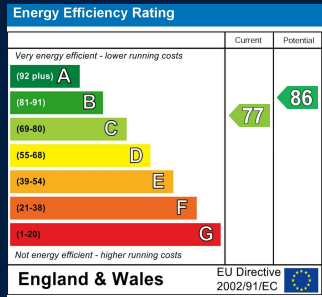 Energy Efficiency Rating
Current Potential
Very energy efficient - lower running costs
(92 plus) A
(81-91) B
(69-80) C
(55-68) D
(39-54) E
(21-38) F
(1-20) G
77
86
Not energy efficient - higher running costs
England & Wales
EU Directive
2002/91/EC